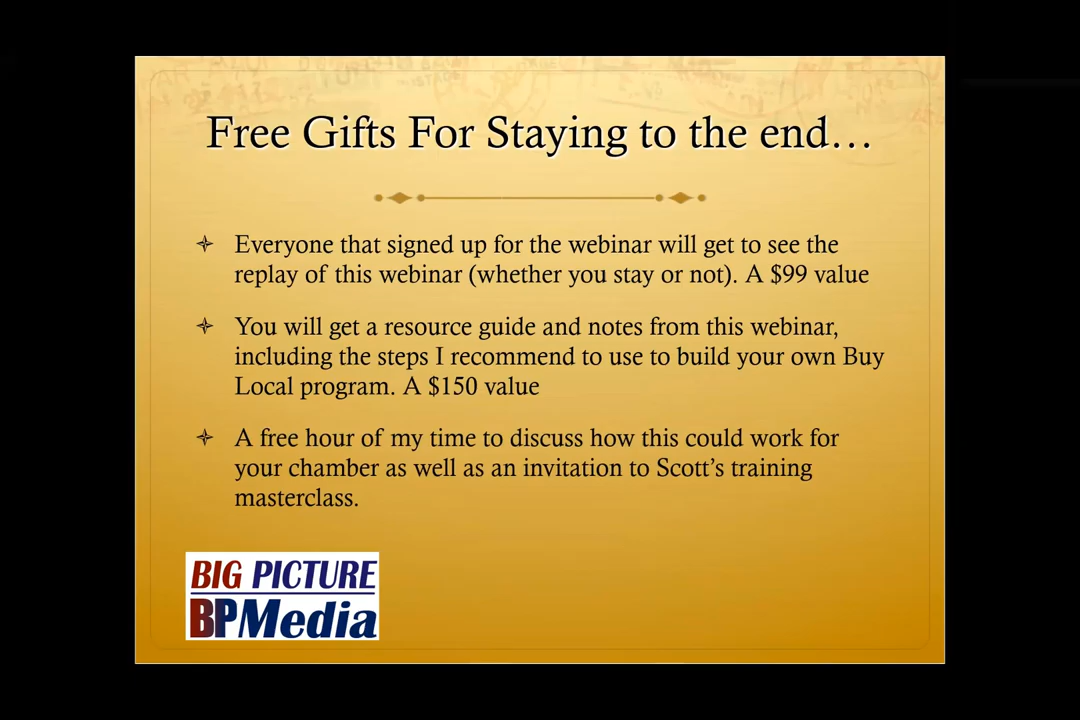 Free Gifts For Staying to the end…
Everyone that signed up for the webinar will get to see the
replay of this webinar (whether you stay or not). A $99 value
You will get a resource guide and notes from this webinar,
including the steps I recommend to use to build your own Buy
Local program. A $150 value
A free hour of my time to discuss how this could work for
your chamber as well as an invitation to Scott’s training
masterclass.
BIG PICTURE
BPMedia